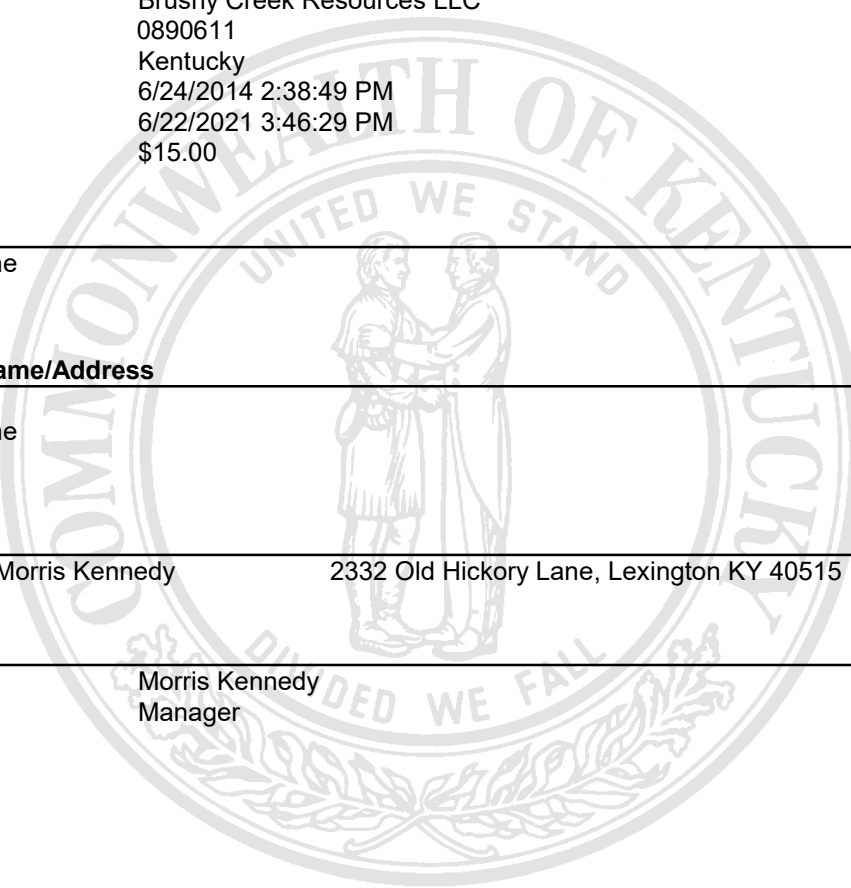 Brushy Creek Resources LLC
0890611
Kentucky
6/24/2014 2:38:49 PM
6/22/2021 3:46:29 PM
$15.00
COMMONWEALTH OF KENTUCKY
UNITED WE STAND
ne
ame/Address
ne
Morris Kennedy 2332 Old Hickory Lane, Lexington KY 40515
DIVIDED WE FALL
Morris Kennedy
Manager